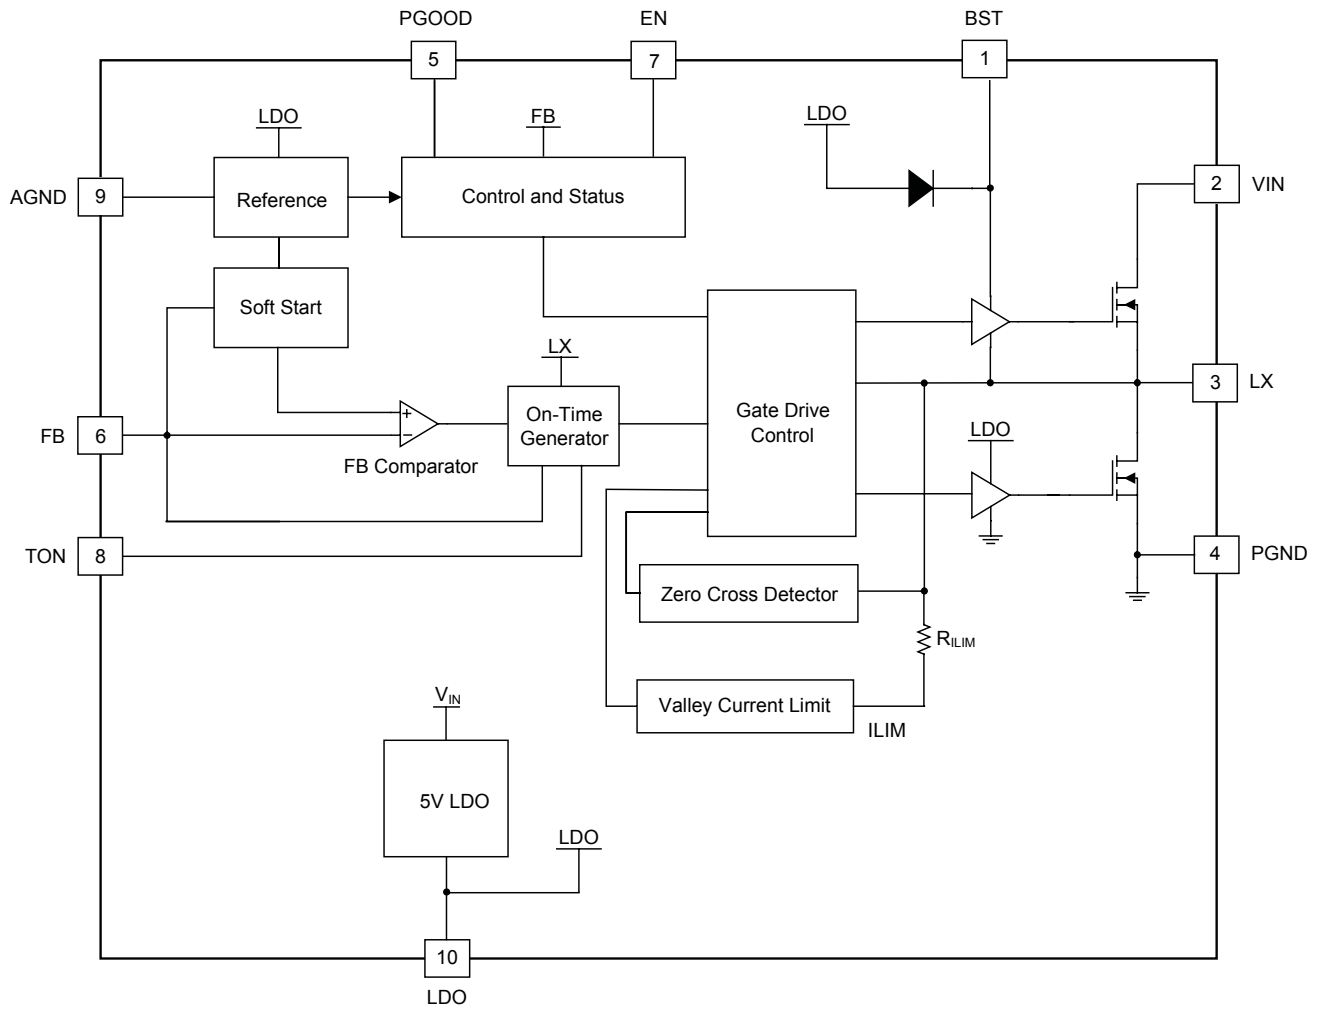 PGOOD
EN
BST
5
7
1
LDO
FB
LDO
AGND
9
Reference
Control and Status
2
VIN
Soft Start
LX
3
LX
FB
6
+
−
FB Comparator
On-Time
Generator
Gate Drive
Control
LDO
TON
8
4
PGND
Zero Cross Detector
RILIM
VIN
Valley Current Limit
ILIM
5V LDO
LDO
10
LDO